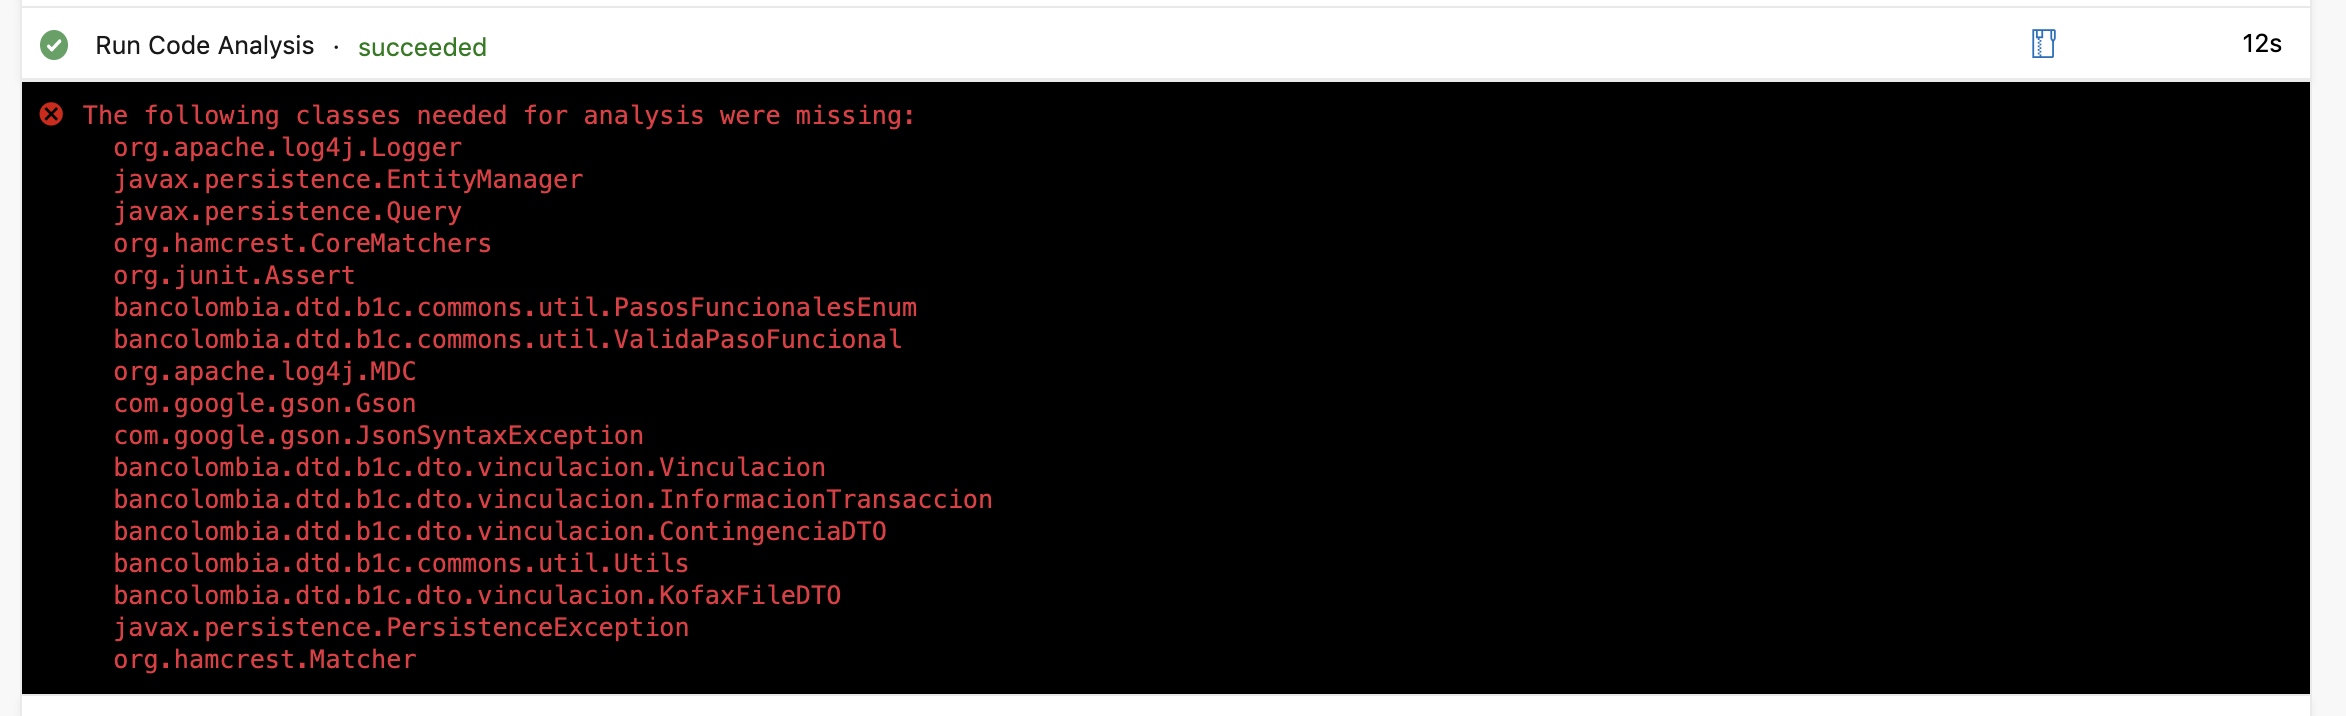 Run Code Analysis · succeeded 12s
The following classes needed for analysis were missing:
org.apache.log4j.Logger
javax.persistence.EntityManager
javax.persistence.Query
org.hamcrest.CoreMatchers
org.junit.Assert
bancolombia.dtd.b1c.commons.util.PasosFuncionalesEnum
bancolombia.dtd.b1c.commons.util.ValidaPasoFuncional
org.apache.log4j.MDC
com.google.gson.Gson
com.google.gson.JsonSyntaxException
bancolombia.dtd.b1c.dto.vinculacion.Vinculacion
bancolombia.dtd.b1c.dto.vinculacion.InformacionTransaccion
bancolombia.dtd.b1c.dto.vinculacion.ContingenciaDTO
bancolombia.dtd.b1c.commons.util.Utils
bancolombia.dtd.b1c.dto.vinculacion.KofaxFileDTO
javax.persistence.PersistenceException
org.hamcrest.Matcher